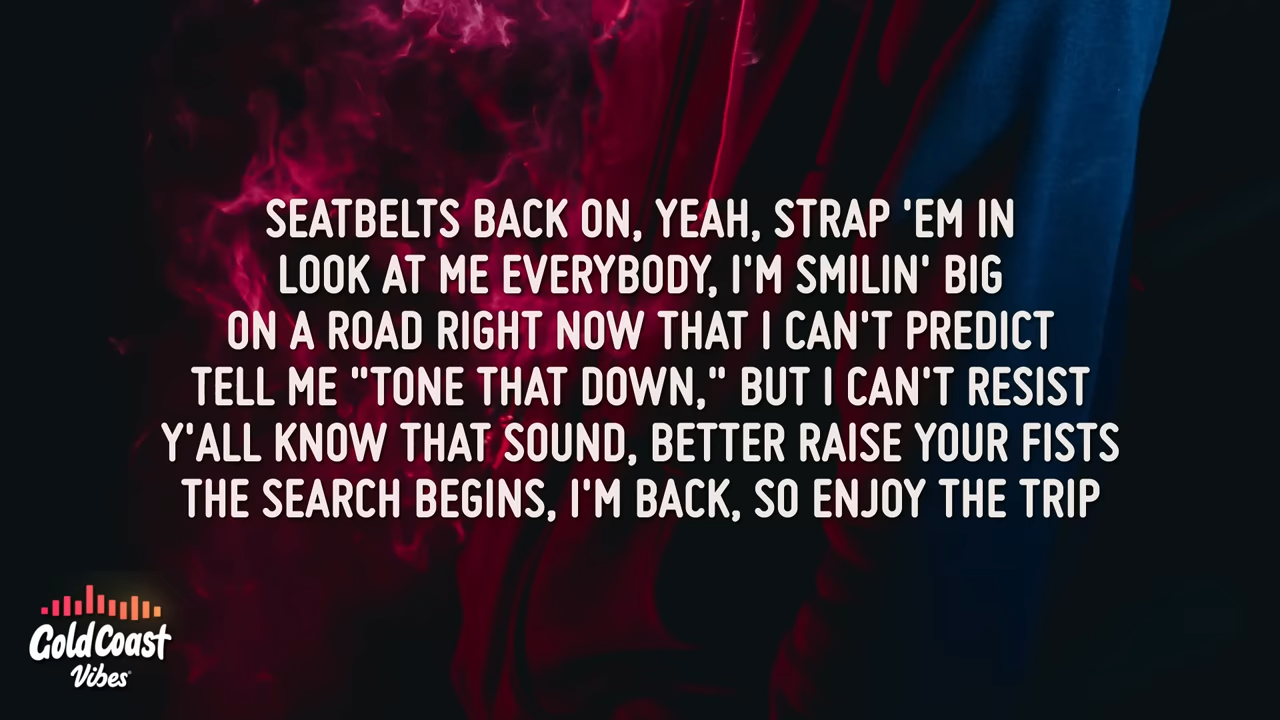 SEATBELTS BACK ON, YEAH, STRAP 'EM IN
LOOK AT ME EVERYBODY, I'M SMILIN' BIG
ON A ROAD RIGHT NOW THAT I CAN'T PREDICT
TELL ME "TONE THAT DOWN," BUT I CAN'T RESIST
Y'ALL KNOW THAT SOUND, BETTER RAISE YOUR FISTS
THE SEARCH BEGINS, I'M BACK, SO ENJOY THE TRIP
Gold Coast
Vibes